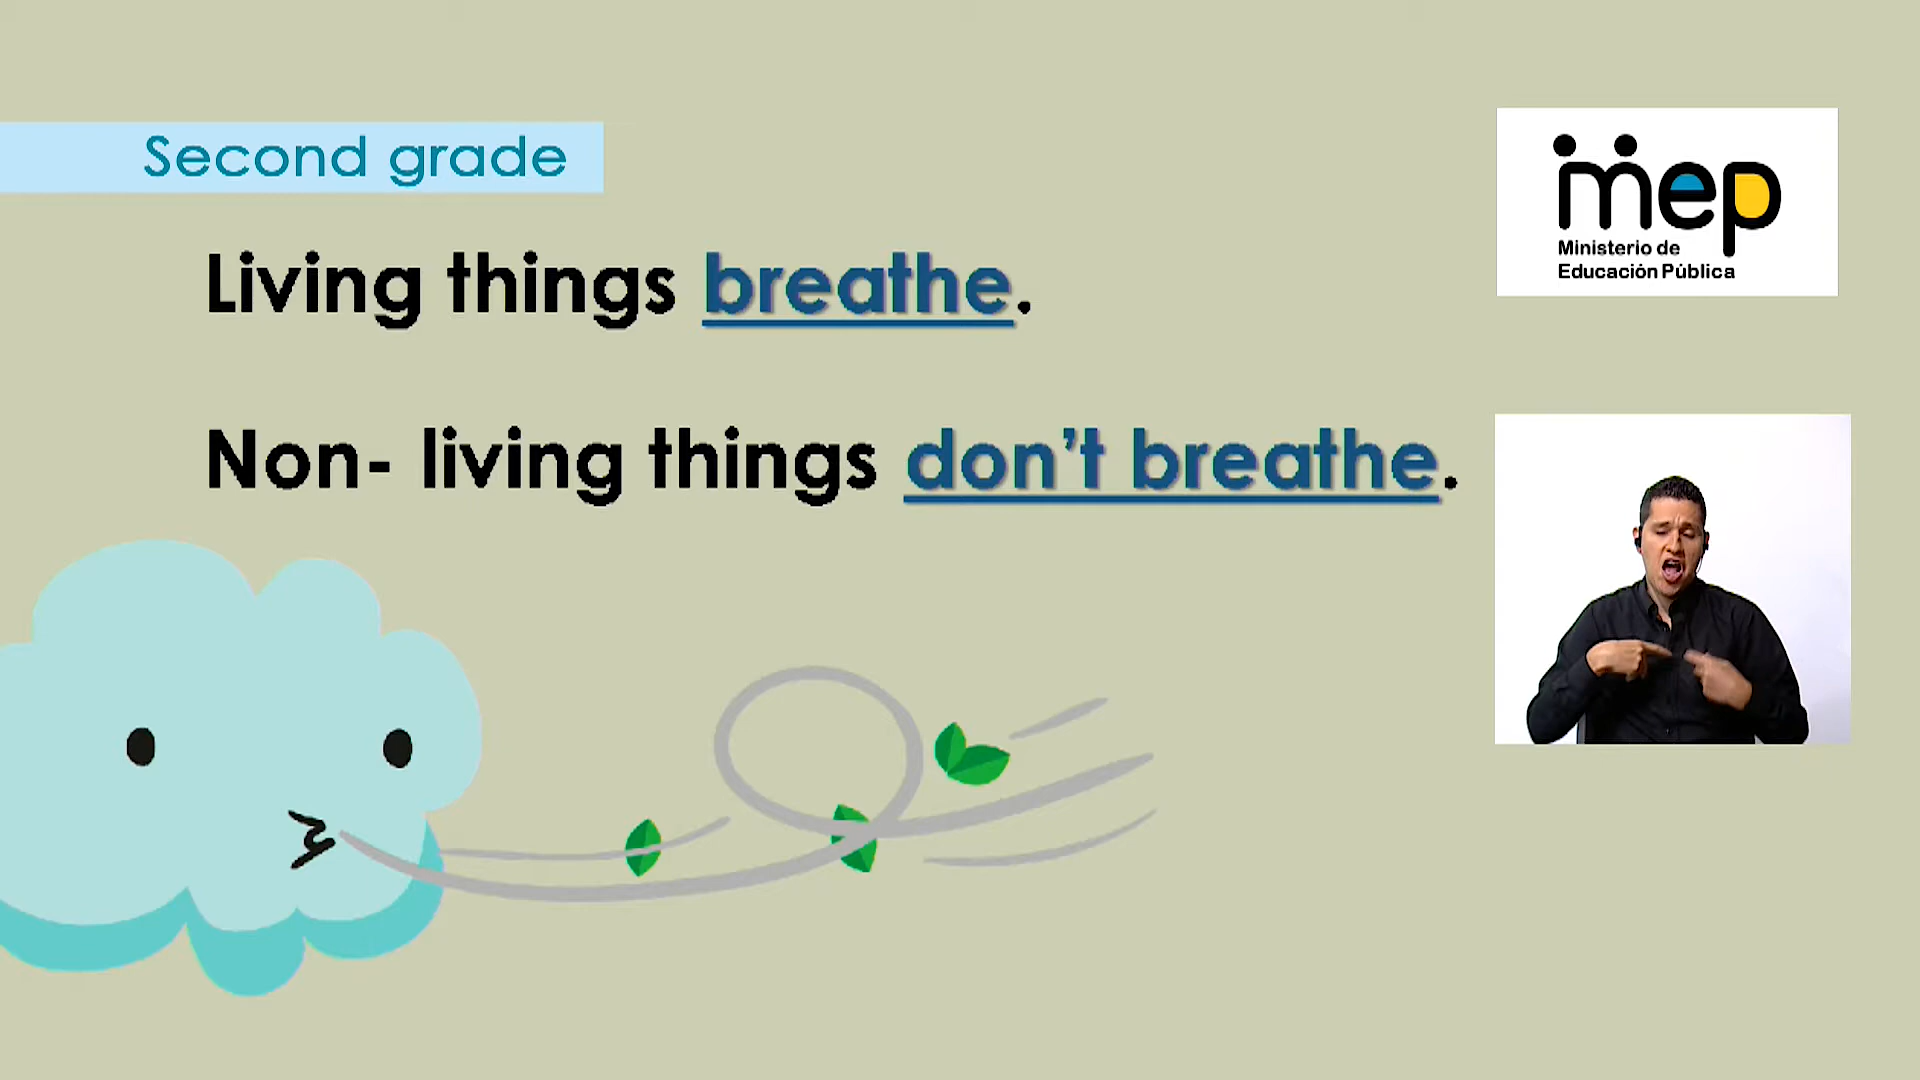 Second grade
Living things breathe.
Non- living things don't breathe.
mep
Ministerio de
Educación Pública